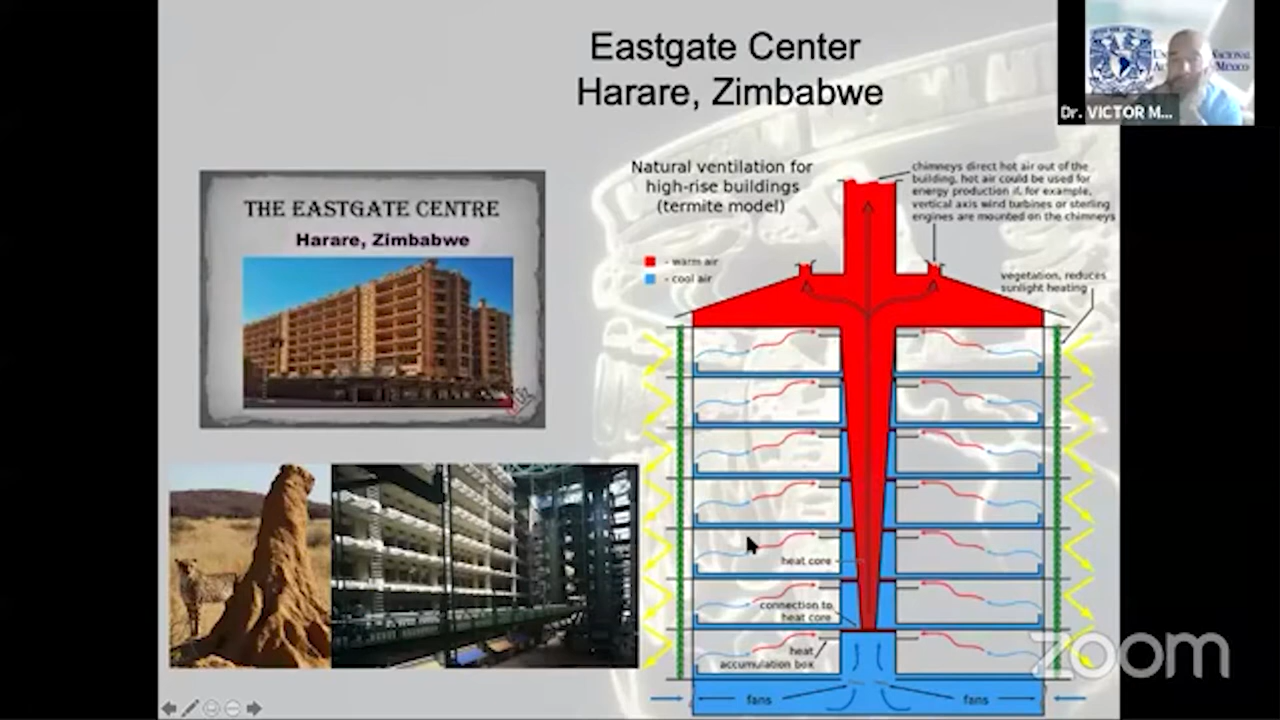 Eastgate Center
Harare, Zimbabwe
Dr. VICTOR M...
NACIONAL
MÉXICO
THE EASTGATE CENTRE
Harare, Zimbabwe
Natural ventilation for
high-rise buildings
(termite model)
- warm air
- cool air
chimneys direct hot air out of the
building, hot air could be used for
energy production if, for example,
vertical axis wind turbines or sterling
engines are mounted on the chimneys
vegetation, reduces
sunlight heating
heat core
connection to
heat core
heat
accumulation box
fans
fans
zoom